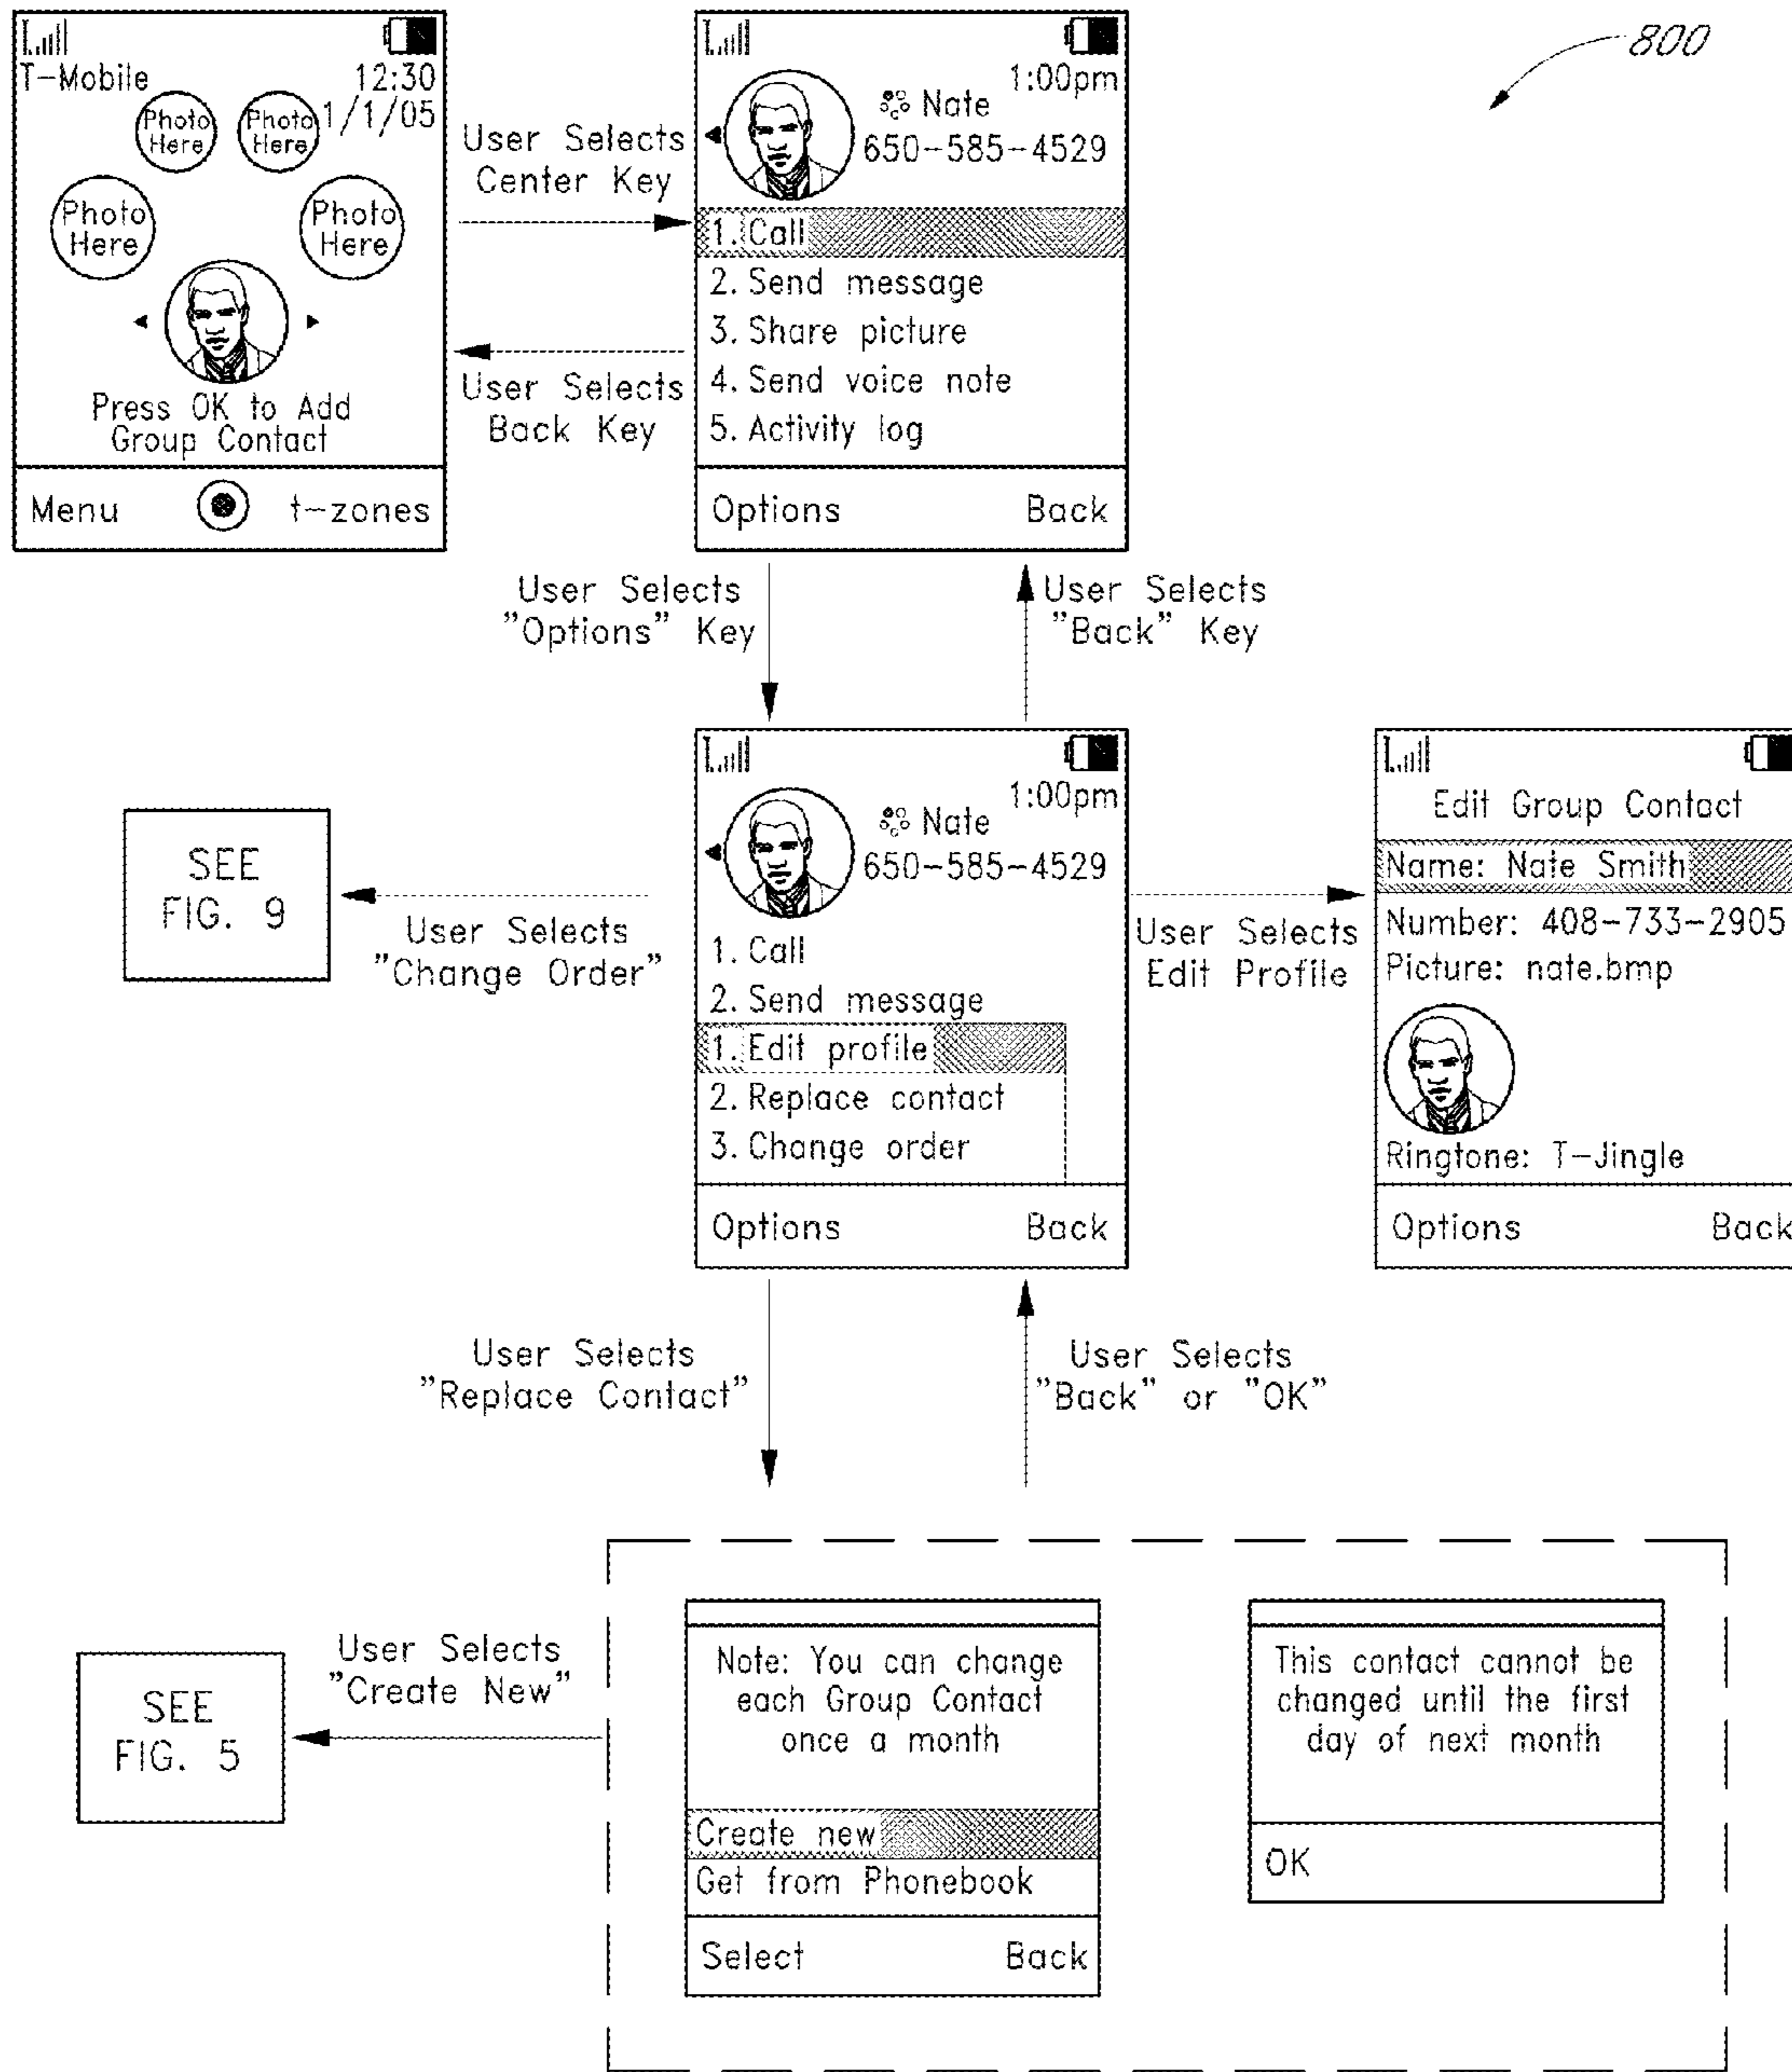 800
T-Mobile
12:30
1/1/05
Photo
Here
Photo
Here
Photo
Here
Photo
Here
Press OK to Add
Group Contact
Menu
t-zones
User Selects
Center Key
User Selects
Back Key
1:00pm
Nate
650-585-4529
1. Call
2. Send message
3. Share picture
4. Send voice note
5. Activity log
Options
Back
User Selects
"Options" Key
User Selects
"Back" Key
SEE
FIG. 9
User Selects
"Change Order"
1:00pm
Nate
650-585-4529
1. Call
2. Send message
1. Edit profile
2. Replace contact
3. Change order
Options
Back
User Selects
Edit Profile
Edit Group Contact
Name: Nate Smith
Number: 408-733-2905
Picture: nate.bmp
Ringtone: T-Jingle
Options
Back
User Selects
"Replace Contact"
User Selects
"Back" or "OK"
SEE
FIG. 5
User Selects
"Create New"
Note: You can change
each Group Contact
once a month
Create new
Get from Phonebook
Select
Back
This contact cannot be
changed until the first
day of next month
OK